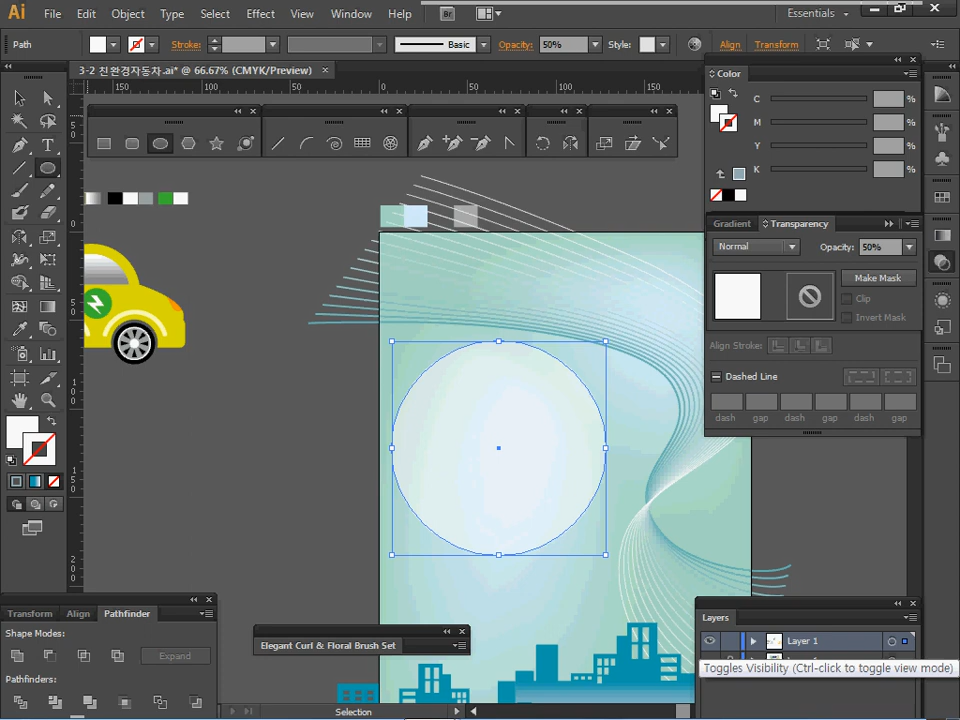 Ai File Edit Object Type Select Effect View Window Help Br Essentials
Path Stroke: Basic Opacity: 50% Style: Align Transform
3-2 친환경자동차.ai* @ 66.67% (CMYK/Preview) ×
150 100 50 0 50 100 150
Color
C %
M %
Y %
K %
Gradient Transparency
Normal Opacity: 50%
Make Mask
Clip
Invert Mask
Align Stroke:
Dashed Line
dash gap dash gap dash gap
Transform Align Pathfinder
Shape Modes:
Expand
Pathfinders:
Elegant Curl & Floral Brush Set
Layers
Layer 1
Toggles Visibility (Ctrl-click to toggle view mode)
Selection